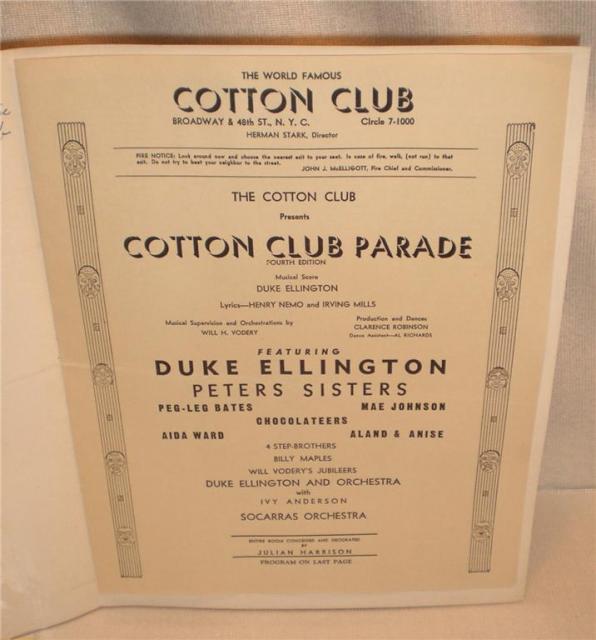 THE WORLD FAMOUS
COTTON CLUB
BROADWAY & 48th ST., N. Y. C. CIrcle 7-1000
HERMAN STARK, Director
FIRE NOTICE: Look around now and choose the nearest exit to your seat. In case of fire, walk, (not run) to that
exit. Do not try to beat your neighbor to the street.
JOHN J. McELLIGOTT, Fire Chief and Commissioner.
THE COTTON CLUB
Presents
COTTON CLUB PARADE
FOURTH EDITION
Musical Score
DUKE ELLINGTON
Lyrics—HENRY NEMO and IRVING MILLS
Musical Supervision and Orchestrations by
WILL H. VODERY
Production and Dances
CLARENCE ROBINSON
Dance Assistant—AL RICHARDS
FEATURING
DUKE ELLINGTON
PETERS SISTERS
PEG-LEG BATES MAE JOHNSON
CHOCOLATEERS
AIDA WARD ALAND & ANISE
4 STEP-BROTHERS
BILLY MAPLES
WILL VODERY'S JUBILEERS
DUKE ELLINGTON AND ORCHESTRA
with
IVY ANDERSON
SOCARRAS ORCHESTRA
ENTIRE ROOM CONCEIVED AND DECORATED
BY
JULIAN HARRISON
PROGRAM ON LAST PAGE